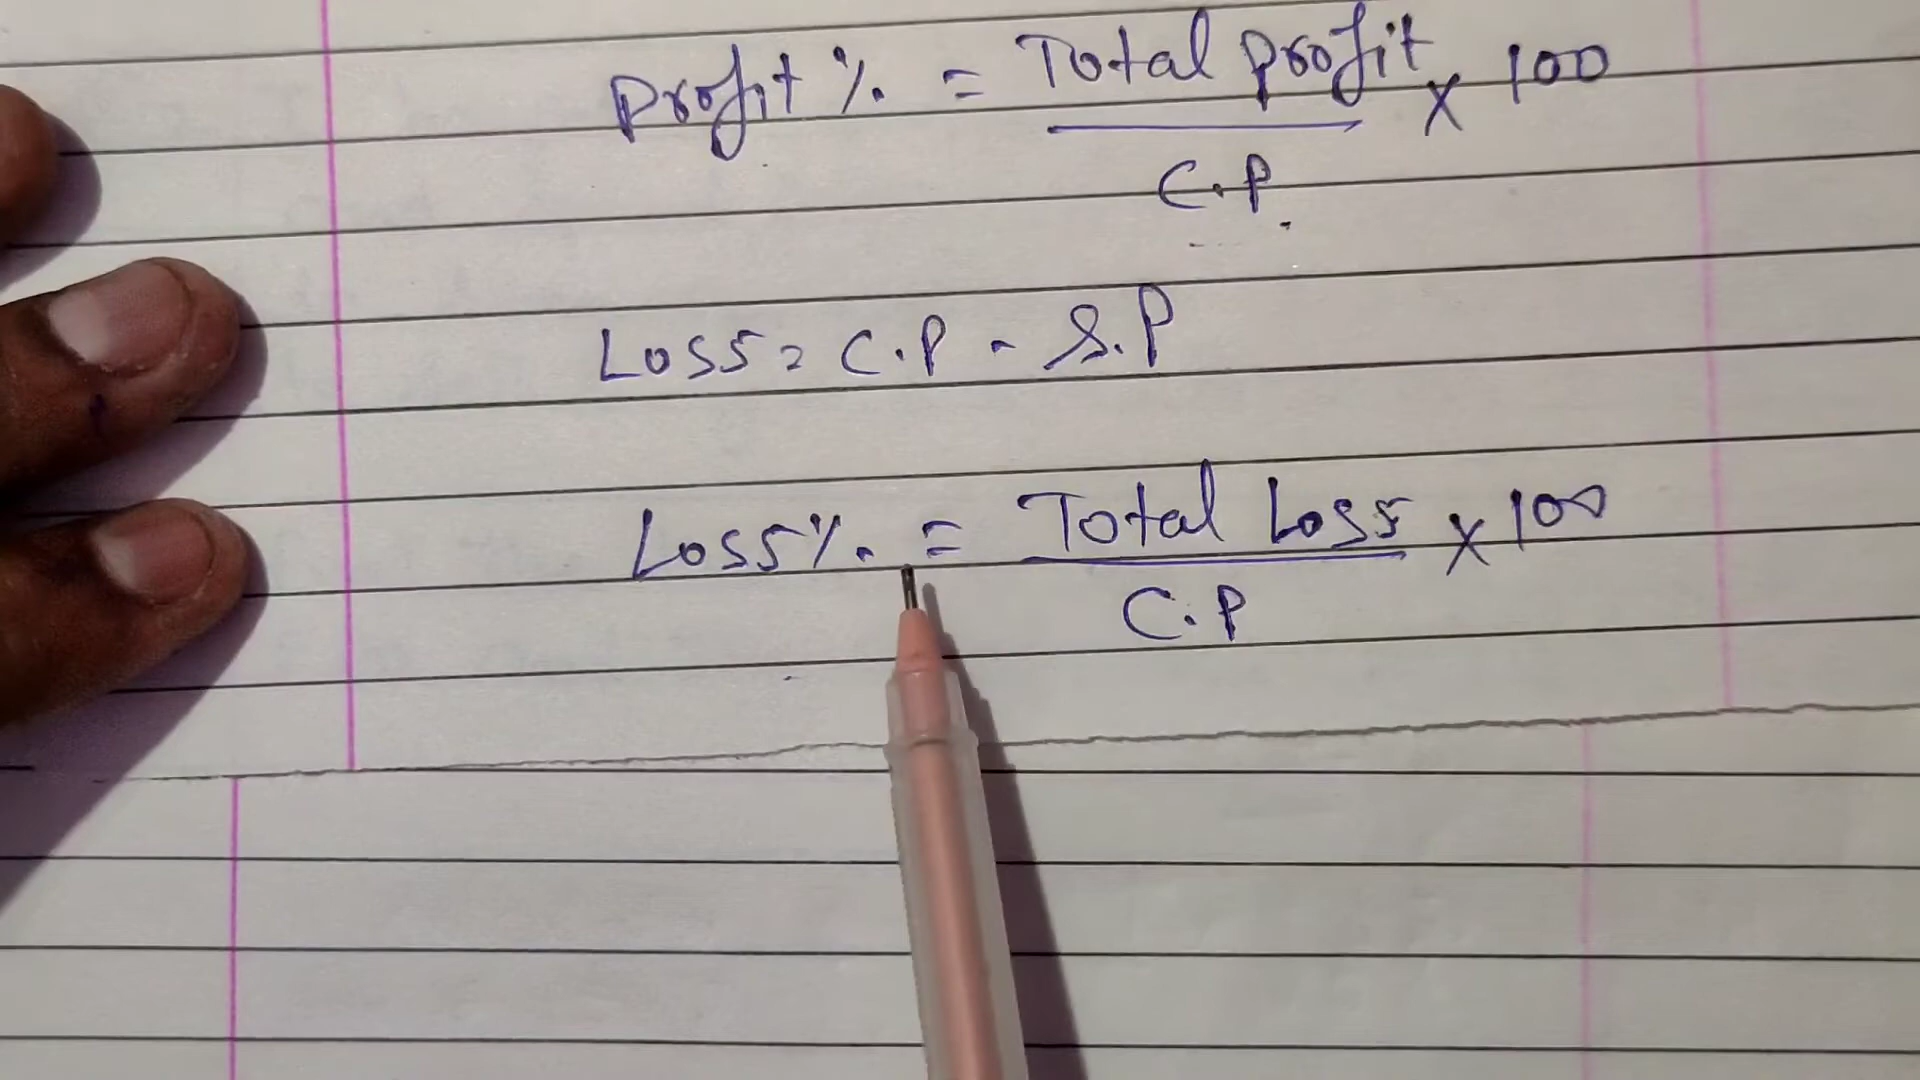 Profit % = Total profit × 100
C.P.
Loss = C.P - S.P
Loss % = Total Loss × 100
C.P